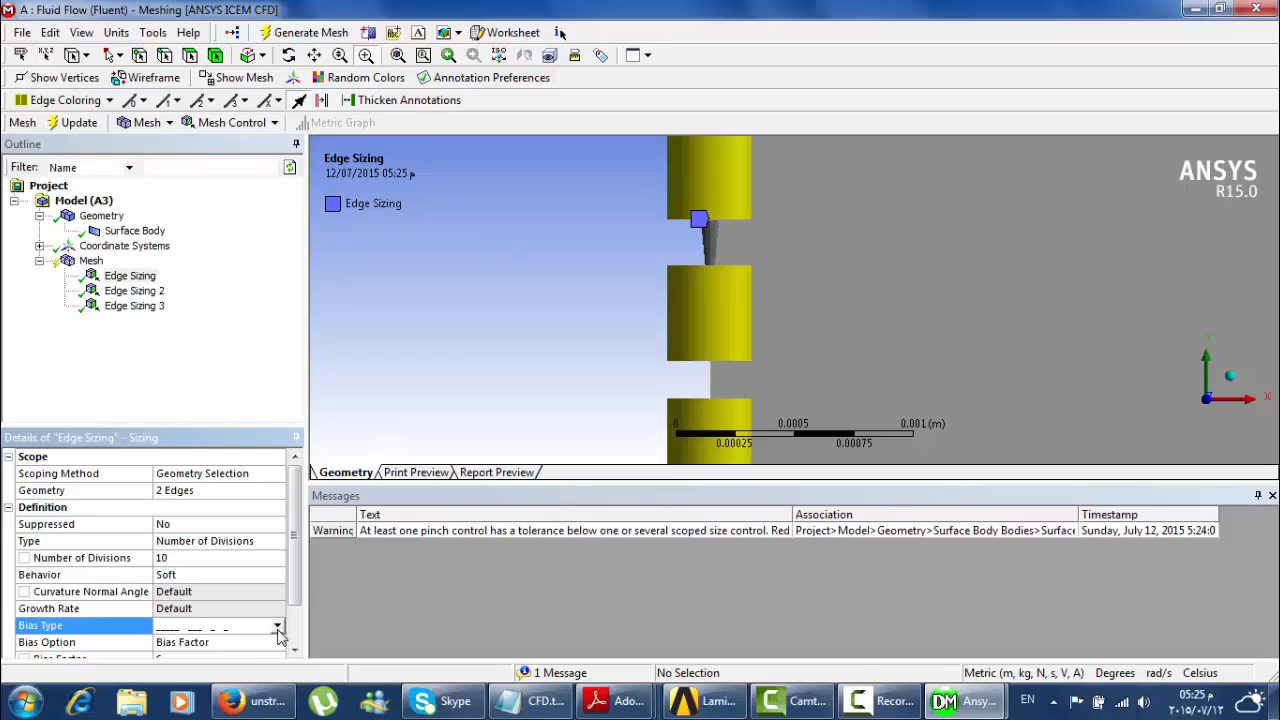 A : Fluid Flow (Fluent) - Meshing [ANSYS ICEM CFD]
File Edit View Units Tools Help Generate Mesh Worksheet
Show Vertices Wireframe Show Mesh Random Colors Annotation Preferences
Edge Coloring Thicken Annotations
Mesh Update Mesh Mesh Control Metric Graph
Outline
Filter: Name
Project
Model (A3)
Geometry
Surface Body
Coordinate Systems
Mesh
Edge Sizing
Edge Sizing 2
Edge Sizing 3
Edge Sizing
12/07/2015 05:25 م
Edge Sizing
ANSYS
R15.0
Y
X
0 0.0005 0.001 (m)
0.00025 0.00075
Geometry Print Preview Report Preview
Details of "Edge Sizing" - Sizing
Scope
Scoping Method Geometry Selection
Geometry 2 Edges
Definition
Suppressed No
Type Number of Divisions
Number of Divisions 10
Behavior Soft
Curvature Normal Angle Default
Growth Rate Default
Bias Type
Bias Option Bias Factor
Messages
Text Association Timestamp
Warning At least one pinch control has a tolerance below one or several scoped size control. Red Project>Model>Geometry>Surface Body Bodies>Surface Sunday, July 12, 2015 5:24:0
1 Message No Selection Metric (m, kg, N, s, V, A) Degrees rad/s Celsius
unstr... Skype CFD.t... Ado... Lami... Camt... Recor... Ansy... EN
05:25 م
٢٠١٥/٠٧/١٢